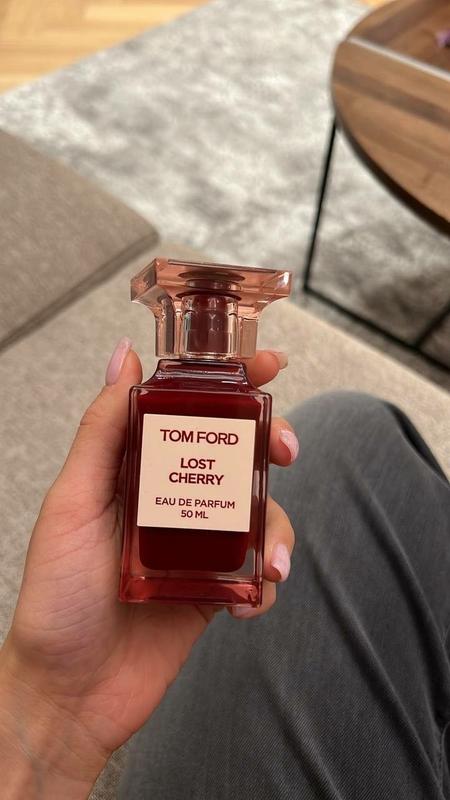 TOM FORD
LOST
CHERRY
EAU DE PARFUM
50 ML